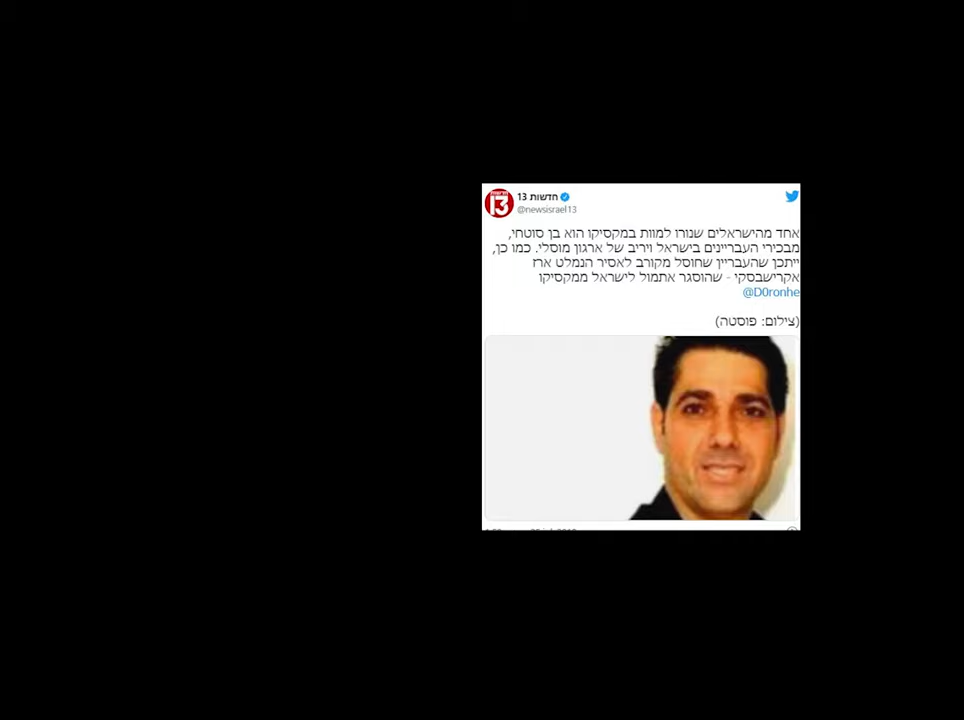 חדשות 13
@newsisrael13
אחד מהישראלים שנורו למוות במקסיקו הוא בן סוטחי,
מבכירי העבריינים בישראל ויריב של ארגון מוסלי. כמו כן,
ייתכן שהעבריין שחוסל מקורב לאסיר הנמלט ארז
אקרישבסקי - שהוסגר אתמול לישראל ממקסיקו
@D0ronhe
(צילום: פוסטה)